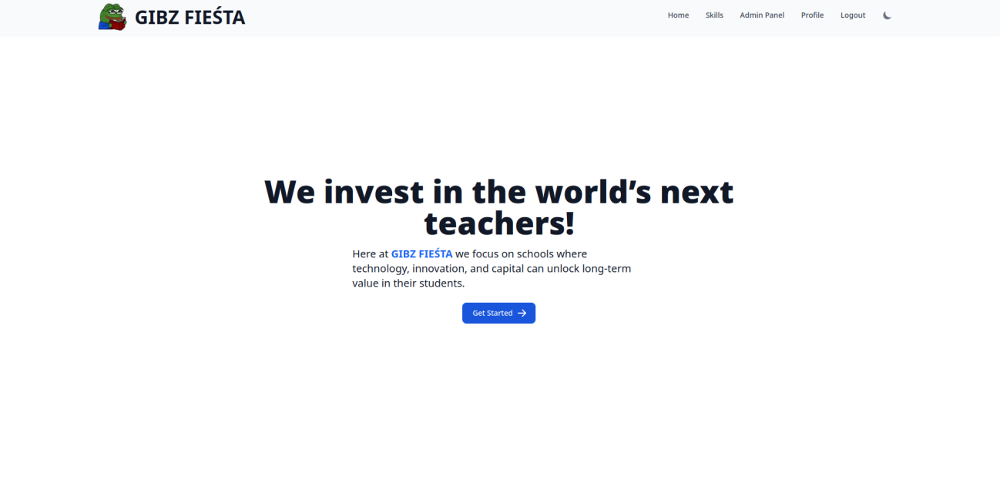 GIBZ FIEŚTA
Home Skills Admin Panel Profile Logout
We invest in the world’s next
teachers!
Here at GIBZ FIEŚTA we focus on schools where
technology, innovation, and capital can unlock long-term
value in their students.
Get Started